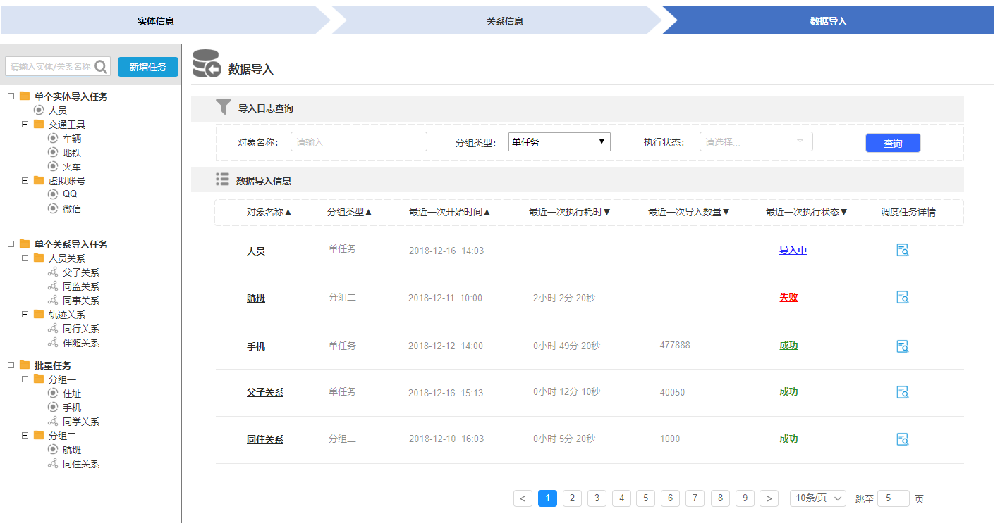 实体信息
关系信息
数据导入
请输入实体/关系名称
新增任务
单个实体导入任务
人员
交通工具
车辆
地铁
火车
虚拟账号
QQ
微信
单个关系导入任务
人员关系
父子关系
同监关系
同事关系
轨迹关系
同行关系
伴随关系
批量任务
分组一
住址
手机
同学关系
分组二
航班
同住关系
数据导入
导入日志查询
对象名称: 请输入 分组类型: 单任务 ▼ 执行状态: 请选择... 查询
数据导入信息
对象名称▲ 分组类型▲ 最近一次开始时间▲ 最近一次执行耗时▼ 最近一次导入数量▼ 最近一次执行状态▼ 调度任务详情
人员 单任务 2018-12-16 14:03 导入中
航班 分组二 2018-12-11 10:00 2小时 2分 20秒 失败
手机 单任务 2018-12-12 14:00 0小时 49分 20秒 477888 成功
父子关系 单任务 2018-12-16 15:13 0小时 12分 10秒 40050 成功
同住关系 分组二 2018-12-10 16:03 0小时 5分 20秒 1000 成功
< 1 2 3 4 5 6 7 8 9 > 10条/页 跳至 5 页